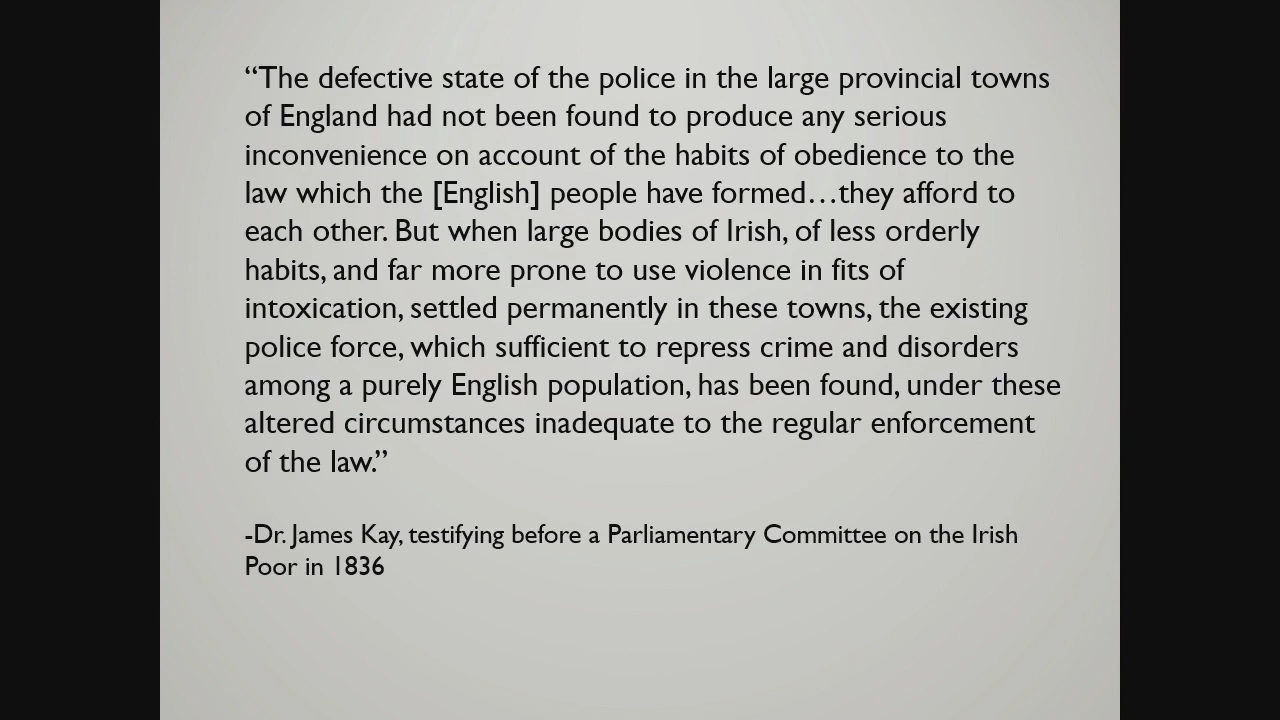 “The defective state of the police in the large provincial towns
of England had not been found to produce any serious
inconvenience on account of the habits of obedience to the
law which the [English] people have formed…they afford to
each other. But when large bodies of Irish, of less orderly
habits, and far more prone to use violence in fits of
intoxication, settled permanently in these towns, the existing
police force, which sufficient to repress crime and disorders
among a purely English population, has been found, under these
altered circumstances inadequate to the regular enforcement
of the law.”
-Dr. James Kay, testifying before a Parliamentary Committee on the Irish
Poor in 1836